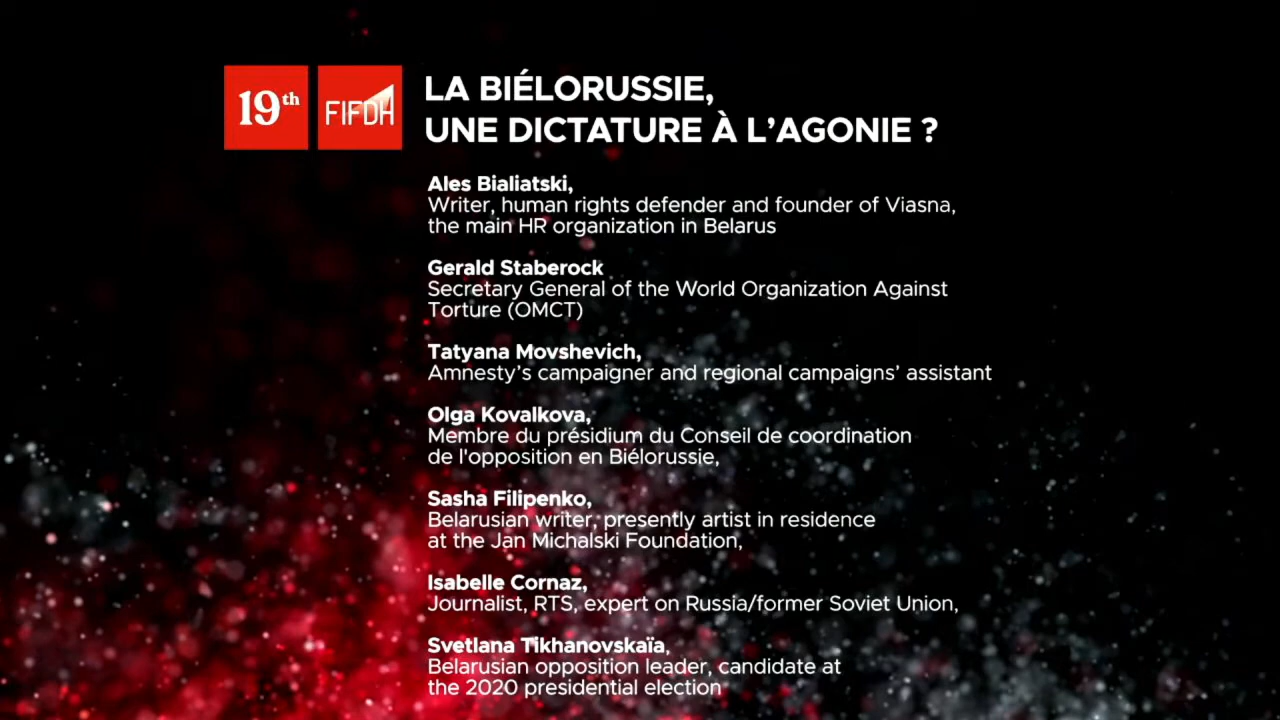 19th
FIFDH
LA BIÉLORUSSIE,
UNE DICTATURE À L’AGONIE ?
Ales Bialiatski,
Writer, human rights defender and founder of Viasna,
the main HR organization in Belarus
Gerald Staberock
Secretary General of the World Organization Against
Torture (OMCT)
Tatyana Movshevich,
Amnesty’s campaigner and regional campaigns’ assistant
Olga Kovalkova,
Membre du présidium du Conseil de coordination
de l'opposition en Biélorussie,
Sasha Filipenko,
Belarusian writer, presently artist in residence
at the Jan Michalski Foundation,
Isabelle Cornaz,
Journalist, RTS, expert on Russia/former Soviet Union,
Svetlana Tikhanovskaïa,
Belarusian opposition leader, candidate at
the 2020 presidential election